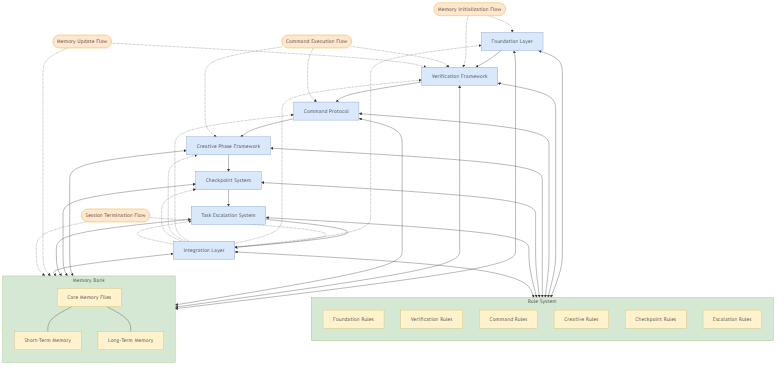 Memory Initialization Flow
Memory Update Flow
Command Execution Flow
Foundation Layer
Verification Framework
Command Protocol
Creative Phase Framework
Checkpoint System
Task Escalation System
Session Termination Flow
Integration Layer
Memory Bank
Core Memory Files
Short-Term Memory
Long-Term Memory
Rule System
Foundation Rules
Verification Rules
Command Rules
Creative Rules
Checkpoint Rules
Escalation Rules